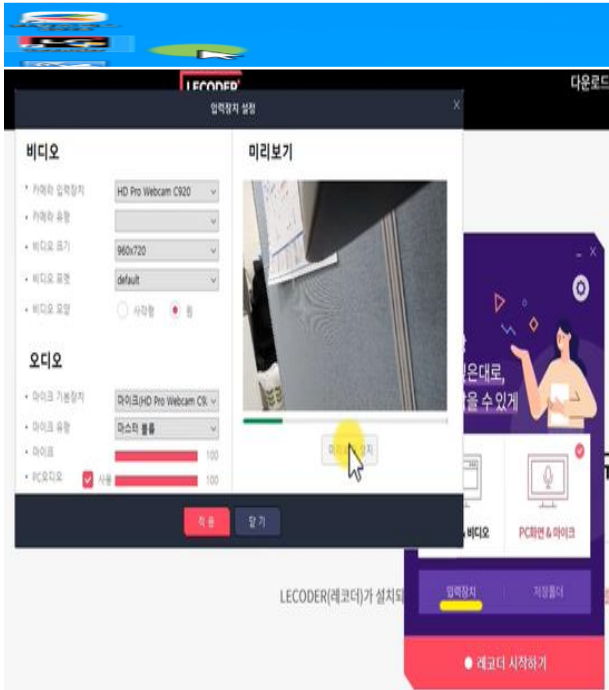 LECODER
다운로드
입력장치 설정
X
비디오
카메라 입력장치
HD Pro Webcam C920
카메라 유형
비디오 크기
960x720
비디오 포맷
default
비디오 모양
사각형
원
오디오
마이크 기본장치
마이크(HD Pro Webcam C9
마이크 유형
마스터 볼륨
마이크
100
PC오디오
사용
100
적 용
닫 기
미리보기
은대로,
을 수 있게
비디오
PC화면 & 마이크
입력장치
저장폴더
LECODER(레코더)가 설치되
레코더 시작하기